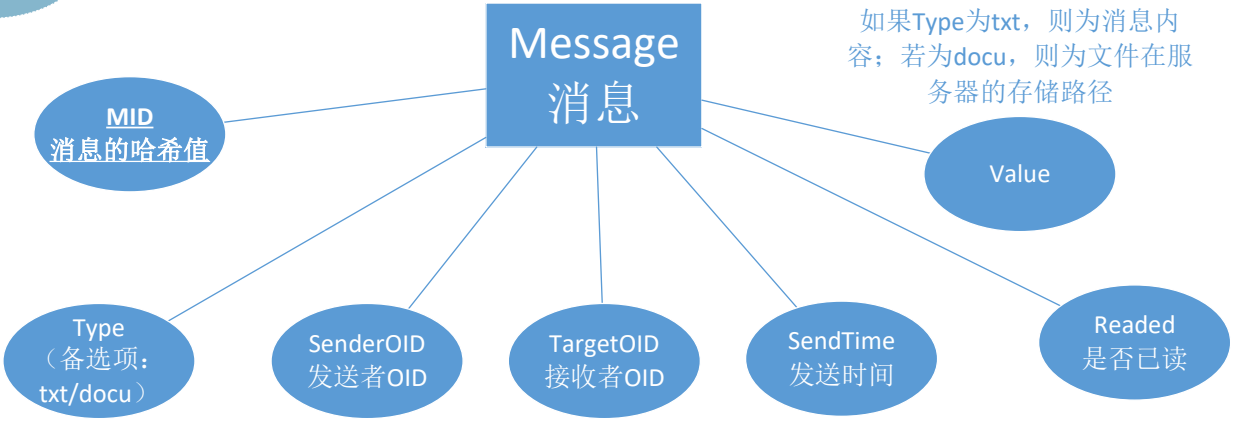 Message
消息
如果Type为txt，则为消息内
容；若为docu，则为文件在服
务器的存储路径
MID
消息的哈希值
Value
Type
（备选项：
txt/docu）
SenderOID
发送者OID
TargetOID
接收者OID
SendTime
发送时间
Readed
是否已读